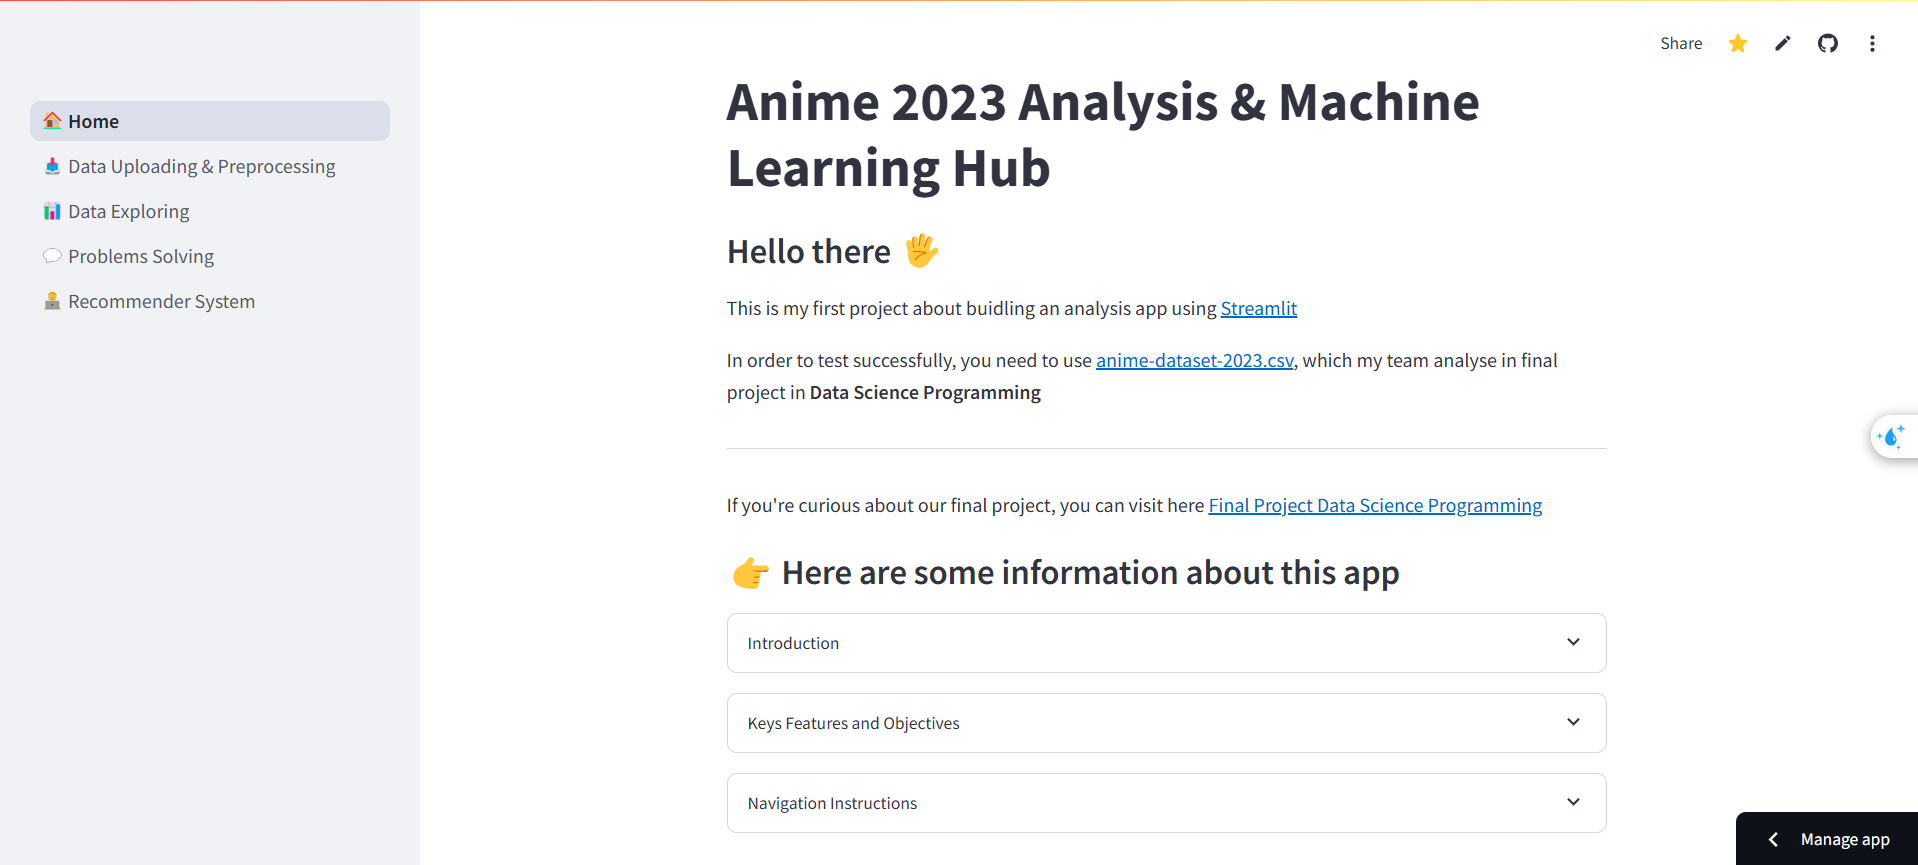 Share
Home
Data Uploading & Preprocessing
Data Exploring
Problems Solving
Recommender System
Anime 2023 Analysis & Machine
Learning Hub
Hello there
This is my first project about buidling an analysis app using Streamlit
In order to test successfully, you need to use anime-dataset-2023.csv, which my team analyse in final
project in Data Science Programming
If you're curious about our final project, you can visit here Final Project Data Science Programming
Here are some information about this app
Introduction
Keys Features and Objectives
Navigation Instructions
Manage app